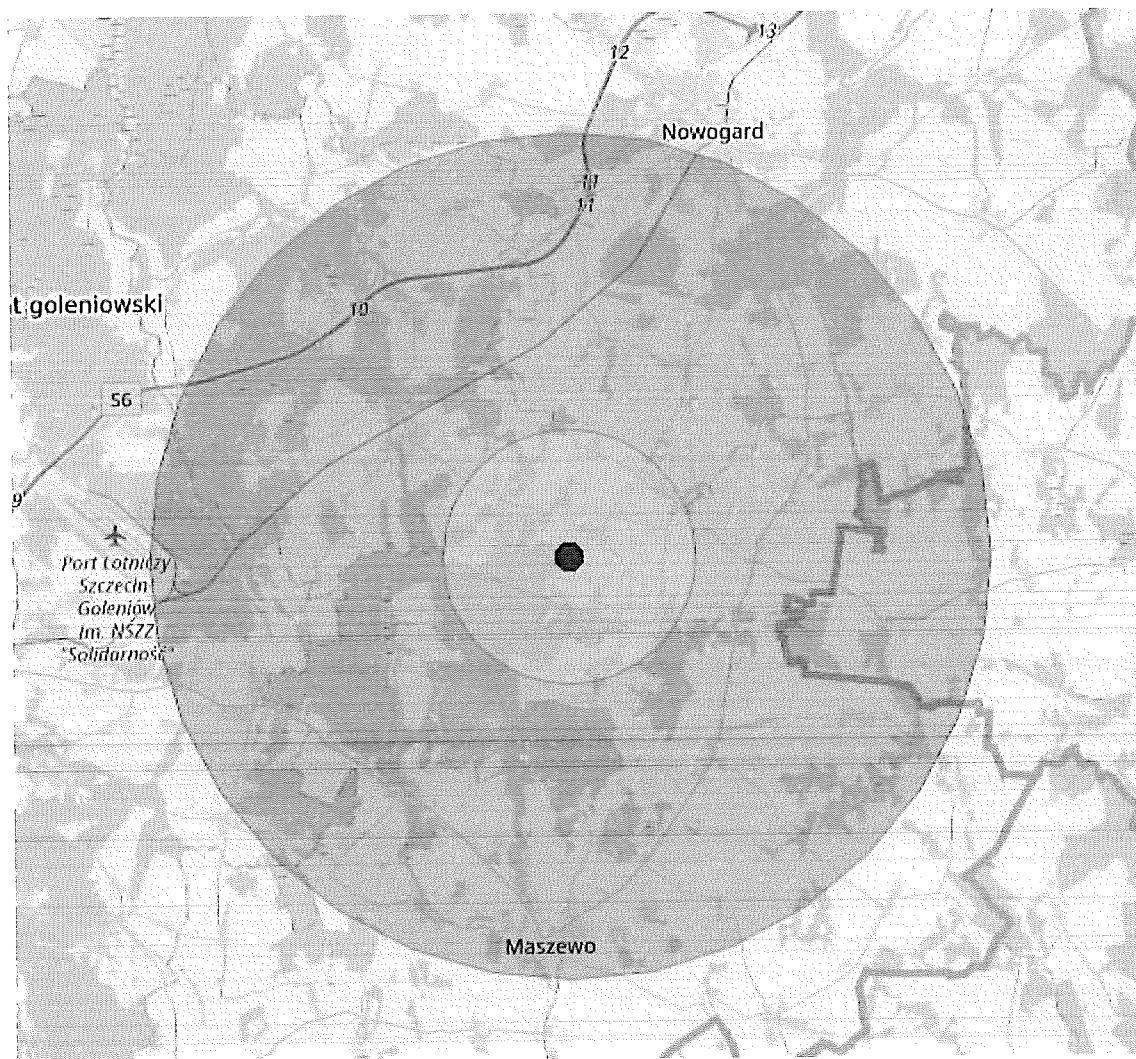 13
12
Nowogard
11
11
t goleniowski
10
56
9
Port Lotniczy
Szczecin
Goleniów
im. NSZZ
"Solidarność"
Maszewo